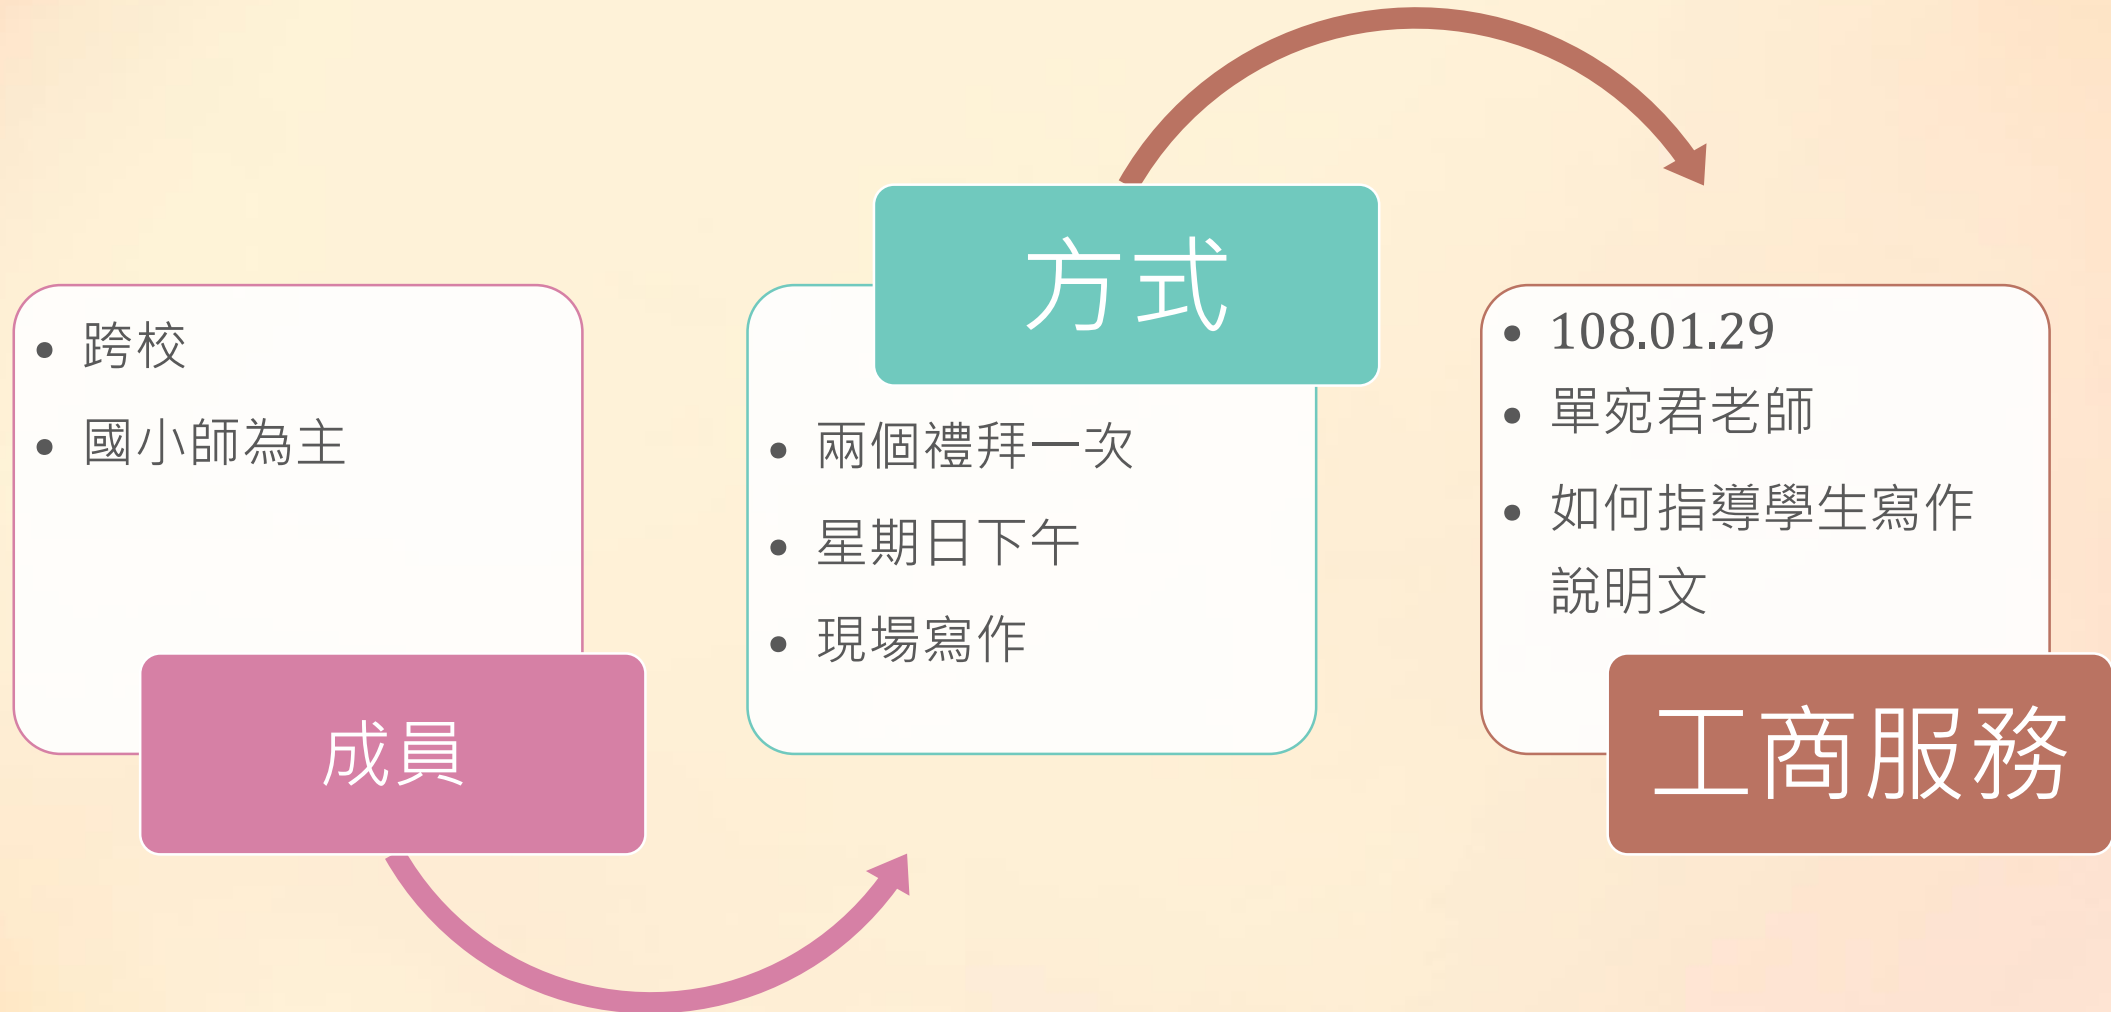 • 跨校
• 國小師為主
成員
方式
• 兩個禮拜一次
• 星期日下午
• 現場寫作
• 108.01.29
• 單宛君老師
• 如何指導學生寫作
說明文
工商服務